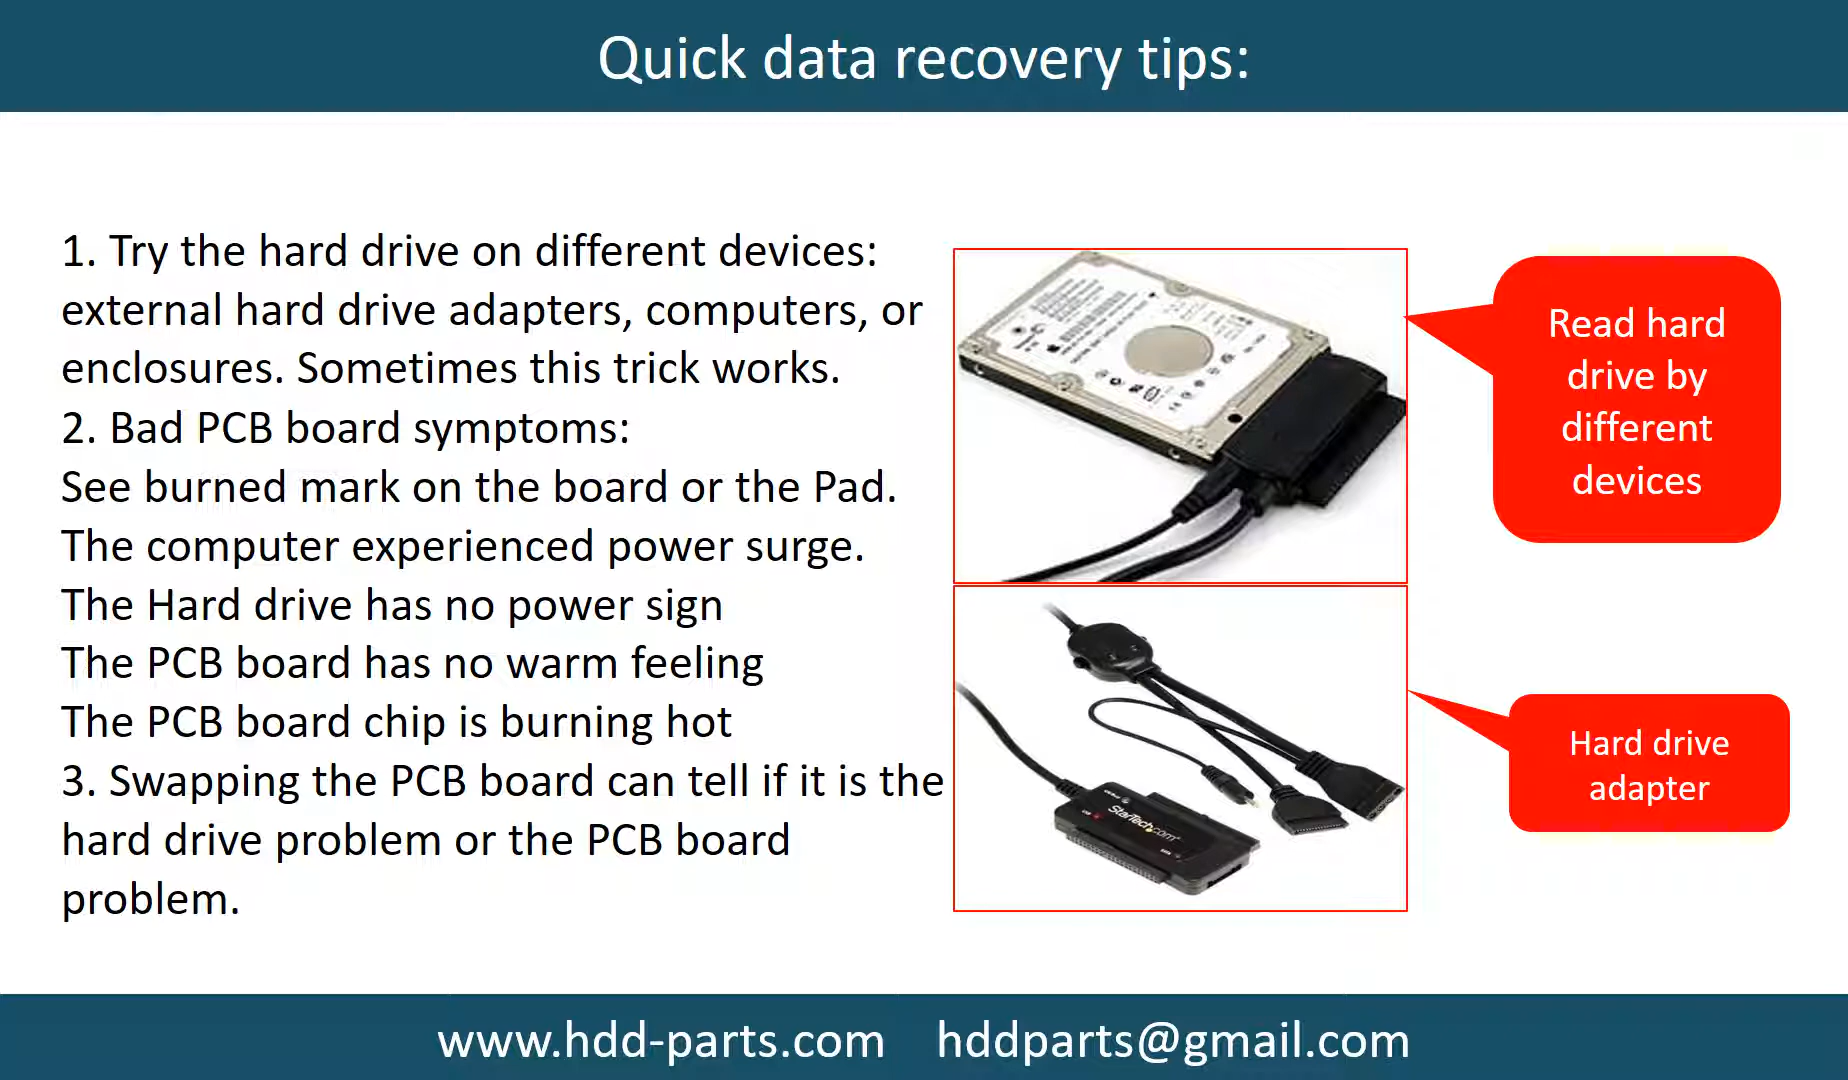 Quick data recovery tips:
1. Try the hard drive on different devices:
external hard drive adapters, computers, or
enclosures. Sometimes this trick works.
2. Bad PCB board symptoms:
See burned mark on the board or the Pad.
The computer experienced power surge.
The Hard drive has no power sign
The PCB board has no warm feeling
The PCB board chip is burning hot
3. Swapping the PCB board can tell if it is the
hard drive problem or the PCB board
problem.
Read hard
drive by
different
devices
StarTech.com
Hard drive
adapter
www.hdd-parts.com hddparts@gmail.com